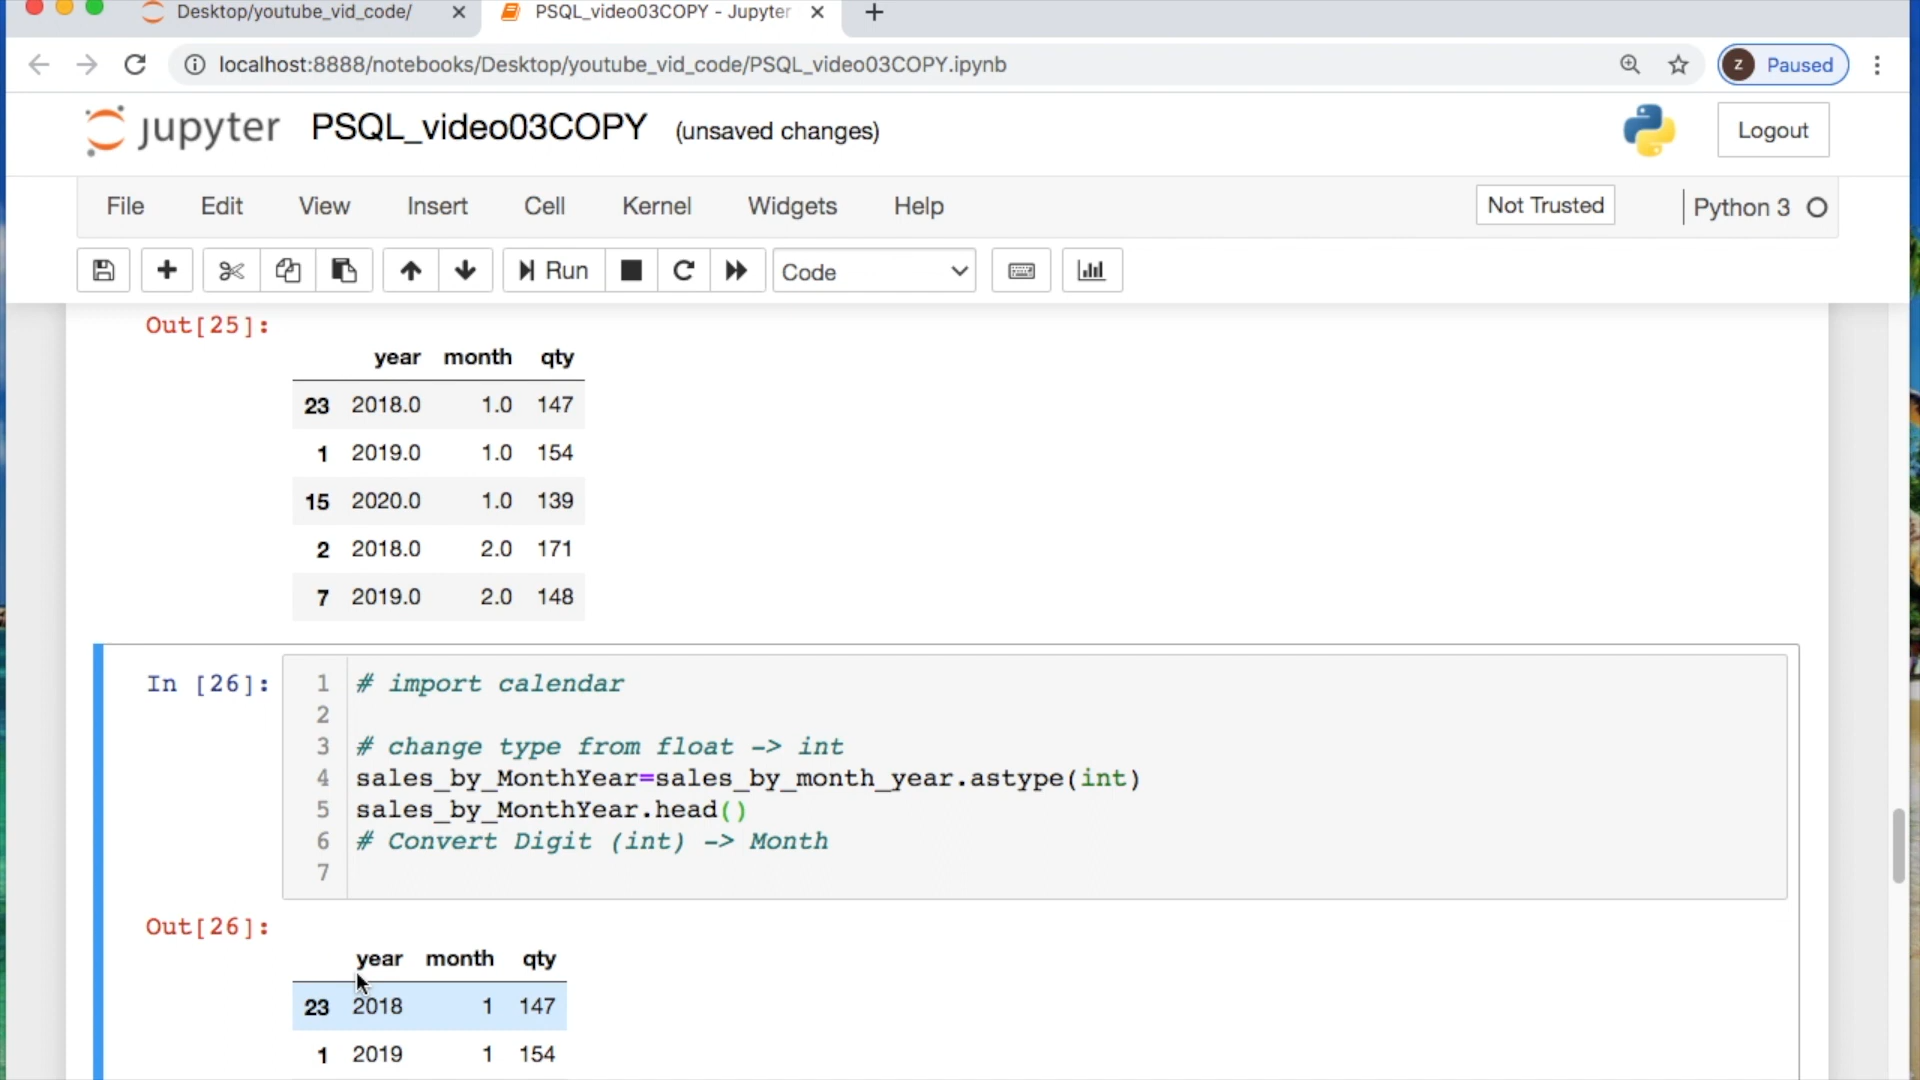 Desktop/youtube_vid_code/
PSQL_video03COPY - Jupyter
localhost:8888/notebooks/Desktop/youtube_vid_code/PSQL_video03COPY.ipynb
z Paused
jupyter PSQL_video03COPY (unsaved changes)
Logout
File Edit View Insert Cell Kernel Widgets Help
Not Trusted
Python 3
Run
Code
Out[25]:
year month qty
23 2018.0 1.0 147
1 2019.0 1.0 154
15 2020.0 1.0 139
2 2018.0 2.0 171
7 2019.0 2.0 148
In [26]:
1 # import calendar
2
3 # change type from float -> int
4 sales_by_MonthYear=sales_by_month_year.astype(int)
5 sales_by_MonthYear.head()
6 # Convert Digit (int) -> Month
7
Out[26]:
year month qty
23 2018 1 147
1 2019 1 154